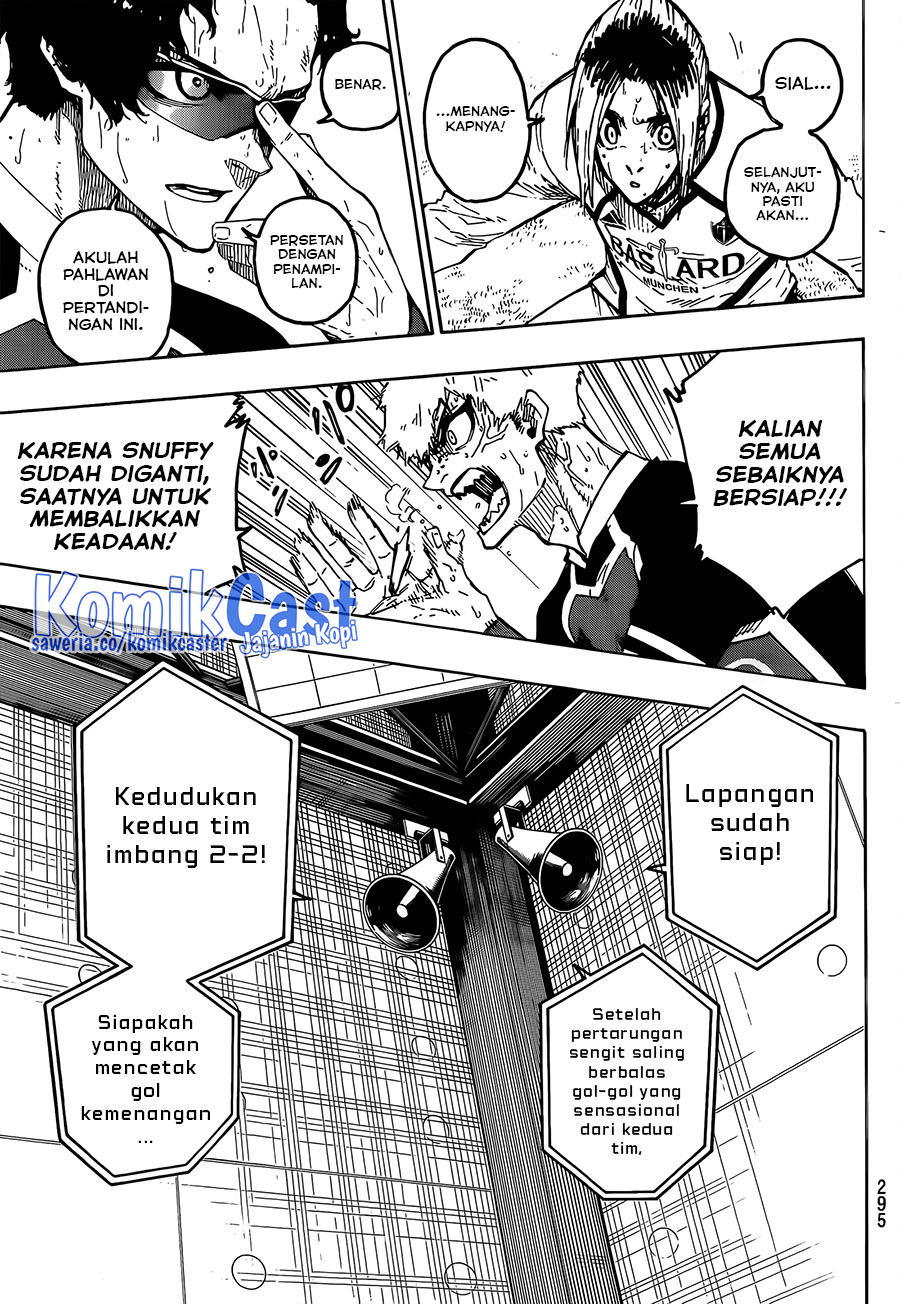 SIAL...
SELANJUT-
NYA, AKU
PASTI
AKAN...
...MENANG-
KAPNYA!
BASTARD
MÜNCHEN
BENAR.
PERSETAN
DENGAN
PENAMPI-
LAN.
AKULAH
PAHLAWAN
DI
PERTANDI-
NGAN INI.
KALIAN
SEMUA
SEBAIKNYA
BERSIAP!!!
KARENA SNUFFY
SUDAH DIGANTI,
SAATNYA UNTUK
MEMBALIKKAN
KEADAAN!
KomikCast
saweria.co/komikcaster Jajanin Kopi
Lapangan
sudah
siap!
Setelah
pertarungan
sengit saling
berbalas
gol-gol yang
sensasional
dari kedua
tim,
Kedudukan
kedua tim
imbang 2-2!
Siapakah
yang akan
mencetak
gol
kemenangan
...
295